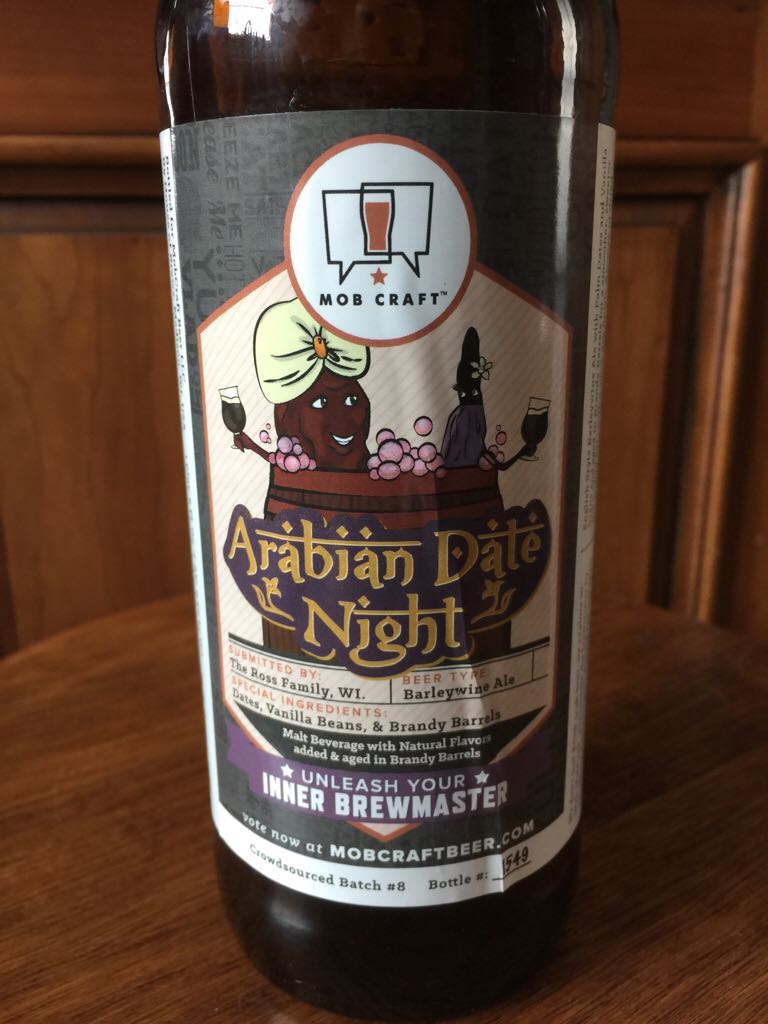 MOB CRAFT™
Arabian Date
Night
SUBMITTED BY:
The Ross Family, WI.
BEER TYPE:
Barleywine Ale
SPECIAL INGREDIENTS:
Dates, Vanilla Beans, & Brandy Barrels
Malt Beverage with Natural Flavors
added & aged in Brandy Barrels
UNLEASH YOUR
INNER BREWMASTER
vote now at MOBCRAFTBEER.COM
Crowdsourced Batch #8 Bottle #: 1549